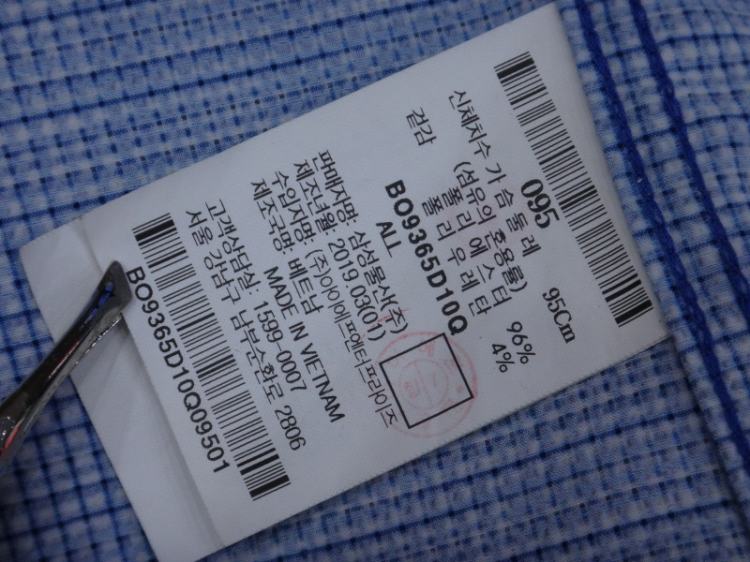 095
신체치수 가슴둘레 95Cm
(섬유의 혼용률)
겉감 폴리에스터 96%
폴리우레탄 4%
BO9365D10Q
ALL
판매자명: 삼성물산(주)
제조년월: 2019.03(01)
수입자명: (주)아이에프엔터프라이즈
제조국명: 베트남
MADE IN VIETNAM
고객상담실: 1599-0007
서울 강남구 남부순환로 2806
BO9365D10Q09501